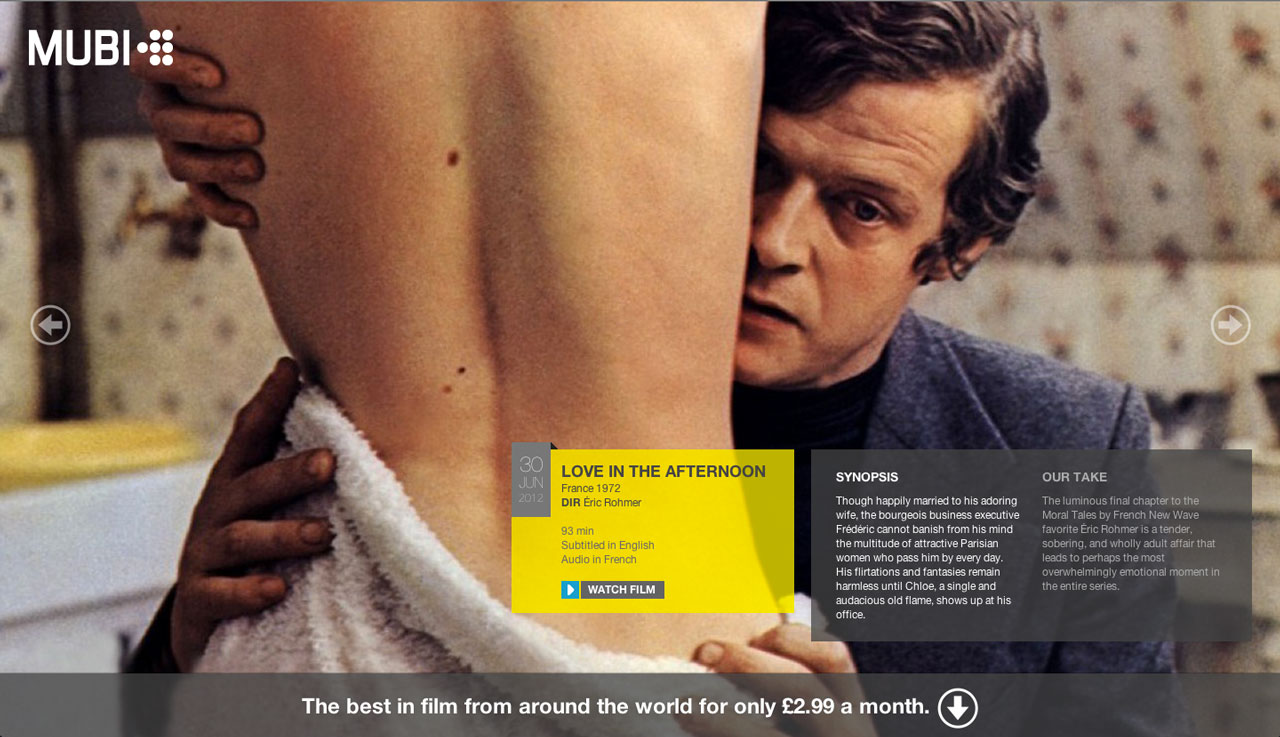 MUBI
30
JUN
2012
LOVE IN THE AFTERNOON
France 1972
DIR Éric Rohmer
93 min
Subtitled in English
Audio in French
WATCH FILM
SYNOPSIS
Though happily married to his adoring
wife, the bourgeois business executive
Frédéric cannot banish from his mind
the multitude of attractive Parisian
women who pass him by every day.
His flirtations and fantasies remain
harmless until Chloe, a single and
audacious old flame, shows up at his
office.
OUR TAKE
The luminous final chapter to the
Moral Tales by French New Wave
favorite Éric Rohmer is a tender,
sobering, and wholly adult affair that
leads to perhaps the most
overwhelmingly emotional moment in
the entire series.
The best in film from around the world for only £2.99 a month.